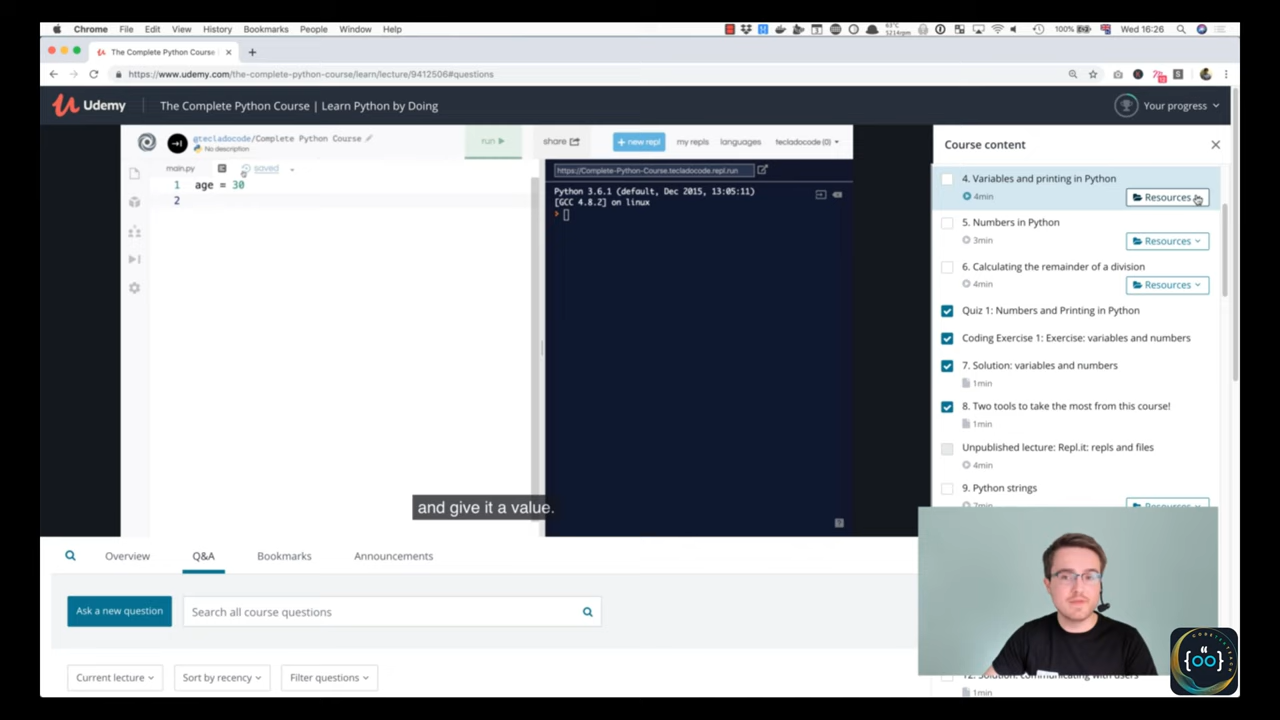 Chrome File Edit View History Bookmarks People Window Help
63°C
5214rpm
100%
Wed 16:26
The Complete Python Course
https://www.udemy.com/the-complete-python-course/learn/lecture/9412506#questions
Udemy
The Complete Python Course | Learn Python by Doing
Your progress
@tecladocode/Complete Python Course
No description
run
share
+ new repl
my repls
languages
tecladocode (0)
main.py
saved
1 age = 30
2
https://Complete-Python-Course.tecladocode.repl.run
Python 3.6.1 (default, Dec 2015, 13:05:11)
[GCC 4.8.2] on linux
and give it a value.
Course content
4. Variables and printing in Python
4min
Resources
5. Numbers in Python
3min
Resources
6. Calculating the remainder of a division
4min
Resources
Quiz 1: Numbers and Printing in Python
Coding Exercise 1: Exercise: variables and numbers
7. Solution: variables and numbers
1min
8. Two tools to take the most from this course!
1min
Unpublished lecture: Repl.it: repls and files
4min
9. Python strings
7min
Resources
12. Solution: communicating with users
1min
Overview
Q&A
Bookmarks
Announcements
Ask a new question
Search all course questions
Current lecture
Sort by recency
Filter questions